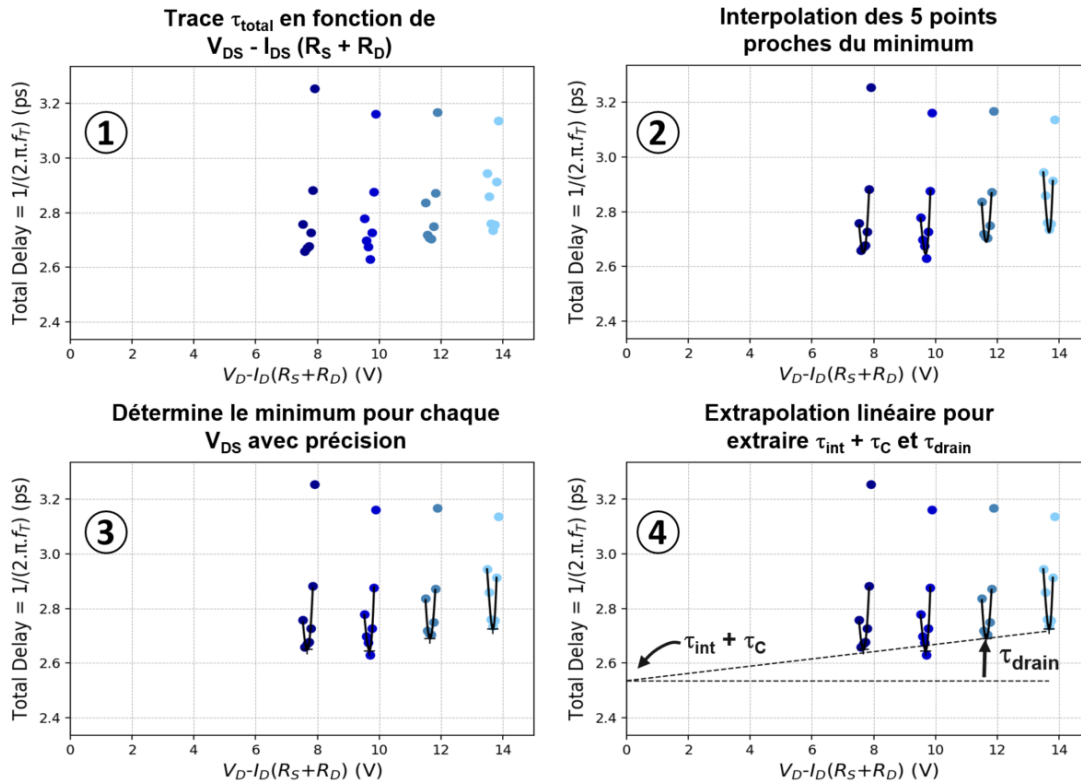 Trace τtotal en fonction de
VDS - IDS (RS + RD)
Total Delay = 1/(2.π.fT) (ps)
3.2
3.0
2.8
2.6
2.4
1
0 2 4 6 8 10 12 14
VD-ID(RS+RD) (V)
Interpolation des 5 points
proches du minimum
Total Delay = 1/(2.π.fT) (ps)
3.2
3.0
2.8
2.6
2.4
2
0 2 4 6 8 10 12 14
VD-ID(RS+RD) (V)
Détermine le minimum pour chaque
VDS avec précision
Total Delay = 1/(2.π.fT) (ps)
3.2
3.0
2.8
2.6
2.4
3
0 2 4 6 8 10 12 14
VD-ID(RS+RD) (V)
Extrapolation linéaire pour
extraire τint + τC et τdrain
Total Delay = 1/(2.π.fT) (ps)
3.2
3.0
2.8
2.6
2.4
4
τint + τC
τdrain
0 2 4 6 8 10 12 14
VD-ID(RS+RD) (V)